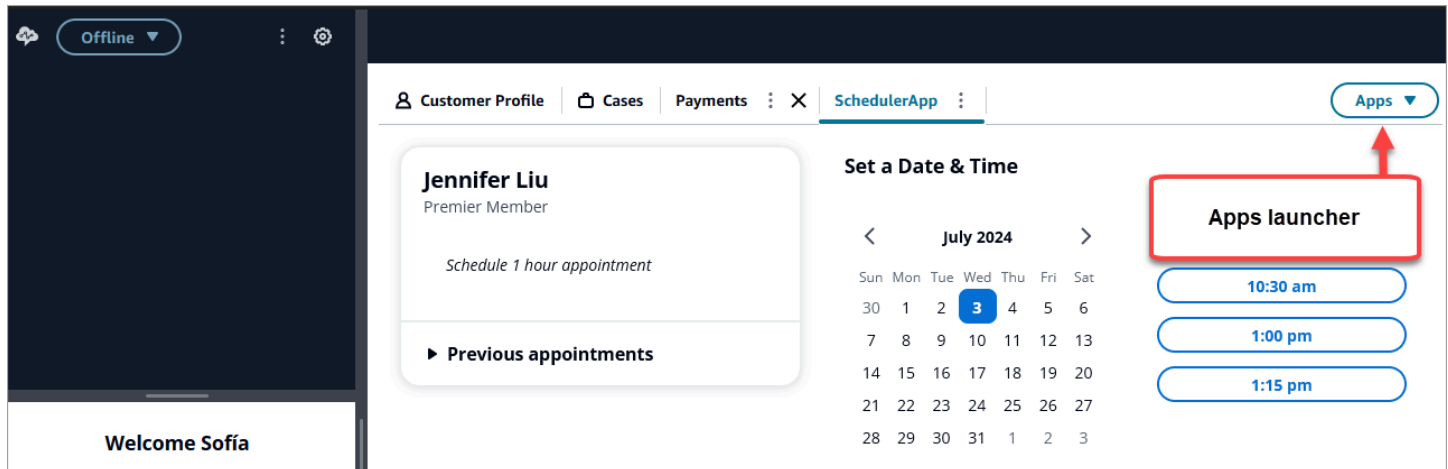 Offline
Customer Profile Cases Payments SchedulerApp Apps
Jennifer Liu
Premier Member
Schedule 1 hour appointment
Previous appointments
Set a Date & Time
July 2024
Sun Mon Tue Wed Thu Fri Sat
30 1 2 3 4 5 6
7 8 9 10 11 12 13
14 15 16 17 18 19 20
21 22 23 24 25 26 27
28 29 30 31 1 2 3
Apps launcher
10:30 am
1:00 pm
1:15 pm
Welcome Sofía